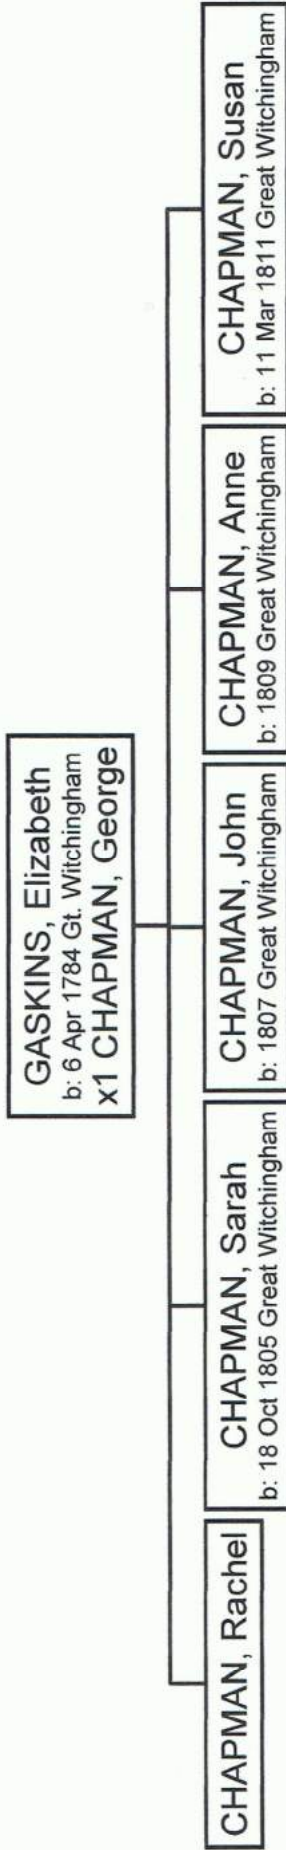 GASKINS, Elizabeth
b: 6 Apr 1784 Gt. Witchingham
x1 CHAPMAN, George
CHAPMAN, Rachel
CHAPMAN, Sarah
b: 18 Oct 1805 Great Witchingham
CHAPMAN, John
b: 1807 Great Witchingham
CHAPMAN, Anne
b: 1809 Great Witchingham
CHAPMAN, Susan
b: 11 Mar 1811 Great Witchingham